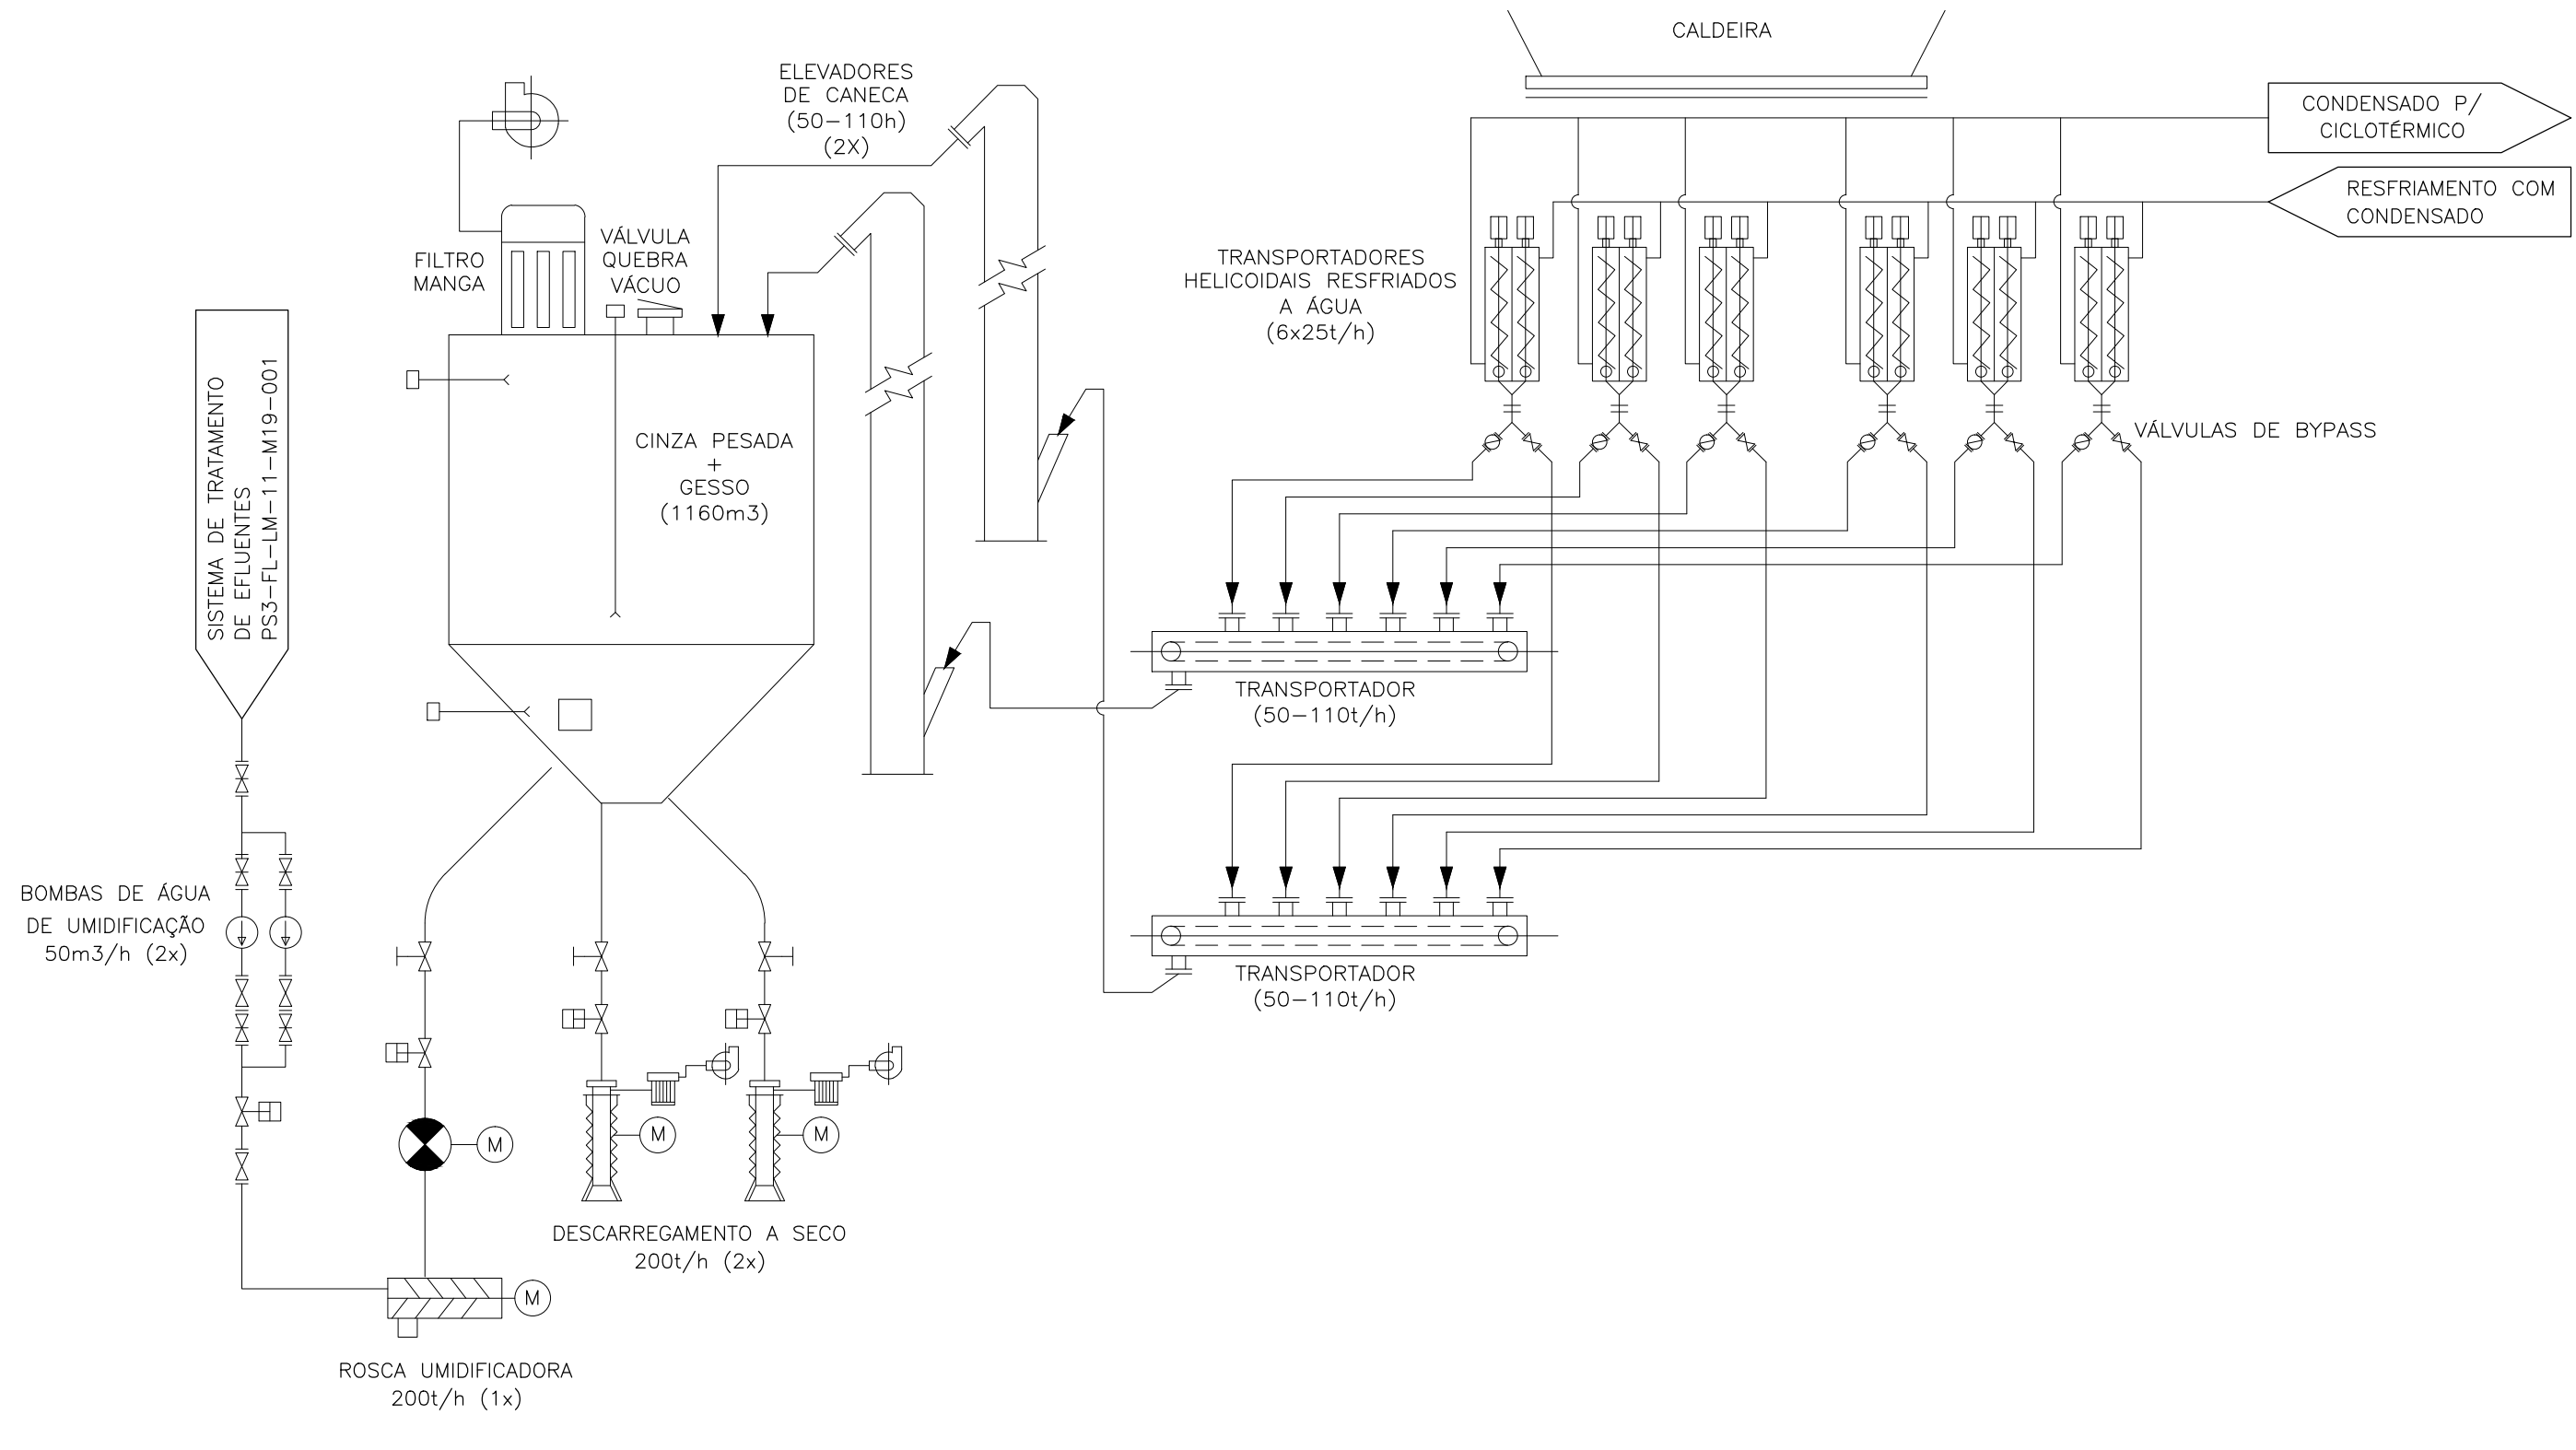 CALDEIRA
ELEVADORES
DE CANECA
(50-110h)
(2X)
CONDENSADO P/
CICLOTÉRMICO
RESFRIAMENTO COM
CONDENSADO
FILTRO
MANGA
VÁLVULA
QUEBRA
VÁCUO
TRANSPORTADORES
HELICOIDAIS RESFRIADOS
A ÁGUA
(6x25t/h)
SISTEMA DE TRATAMENTO
DE EFLUENTES
PS3-FL-LM-11-M19-001
CINZA PESADA
+
GESSO
(1160m3)
VÁLVULAS DE BYPASS
TRANSPORTADOR
(50-110t/h)
BOMBAS DE ÁGUA
DE UMIDIFICAÇÃO
50m3/h (2x)
TRANSPORTADOR
(50-110t/h)
M
M
M
DESCARREGAMENTO A SECO
200t/h (2x)
M
ROSCA UMIDIFICADORA
200t/h (1x)